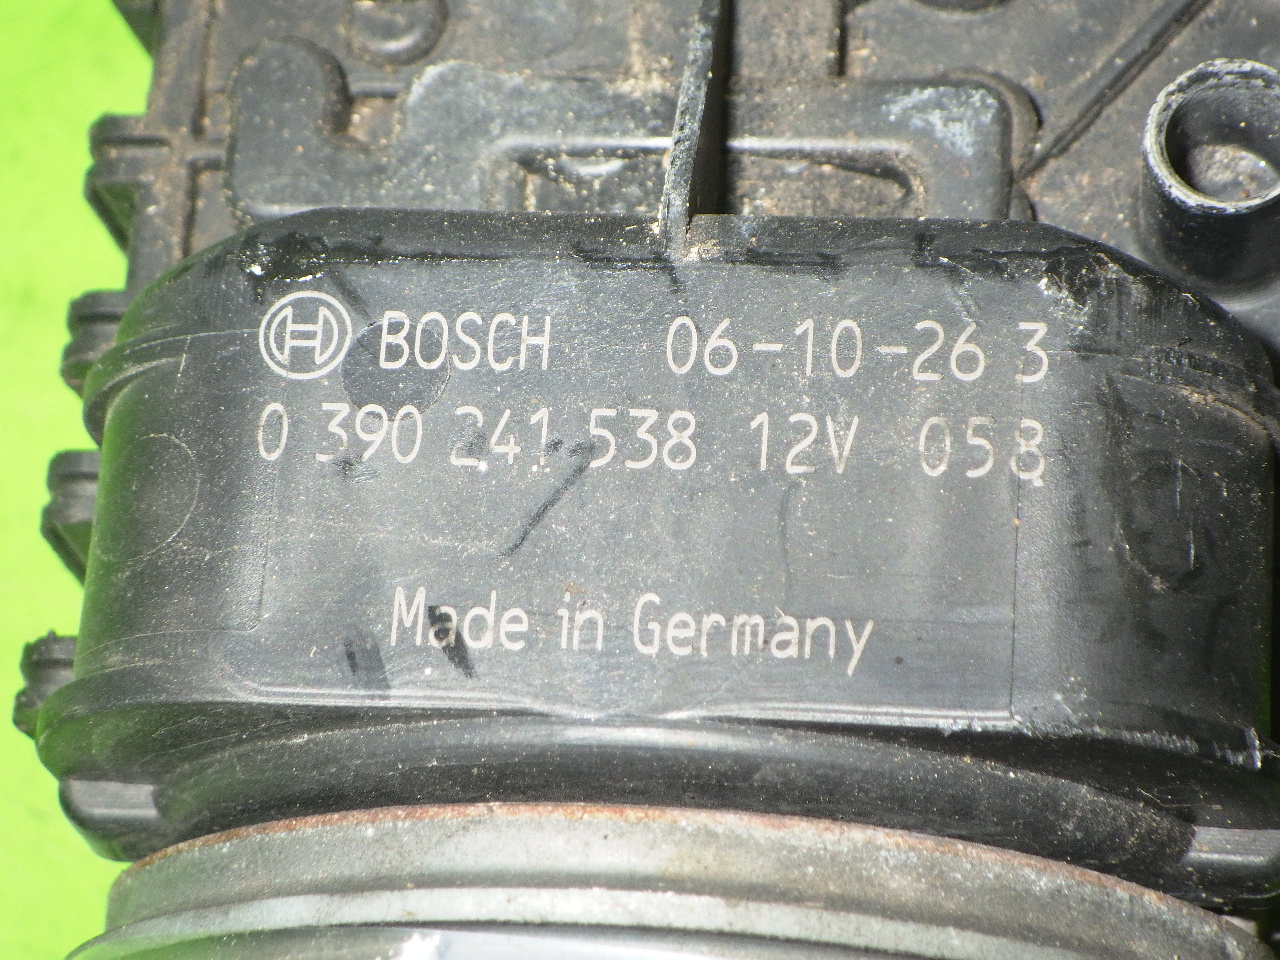 BOSCH 06-10-26 3
0 390 241 538 12V 058
Made in Germany